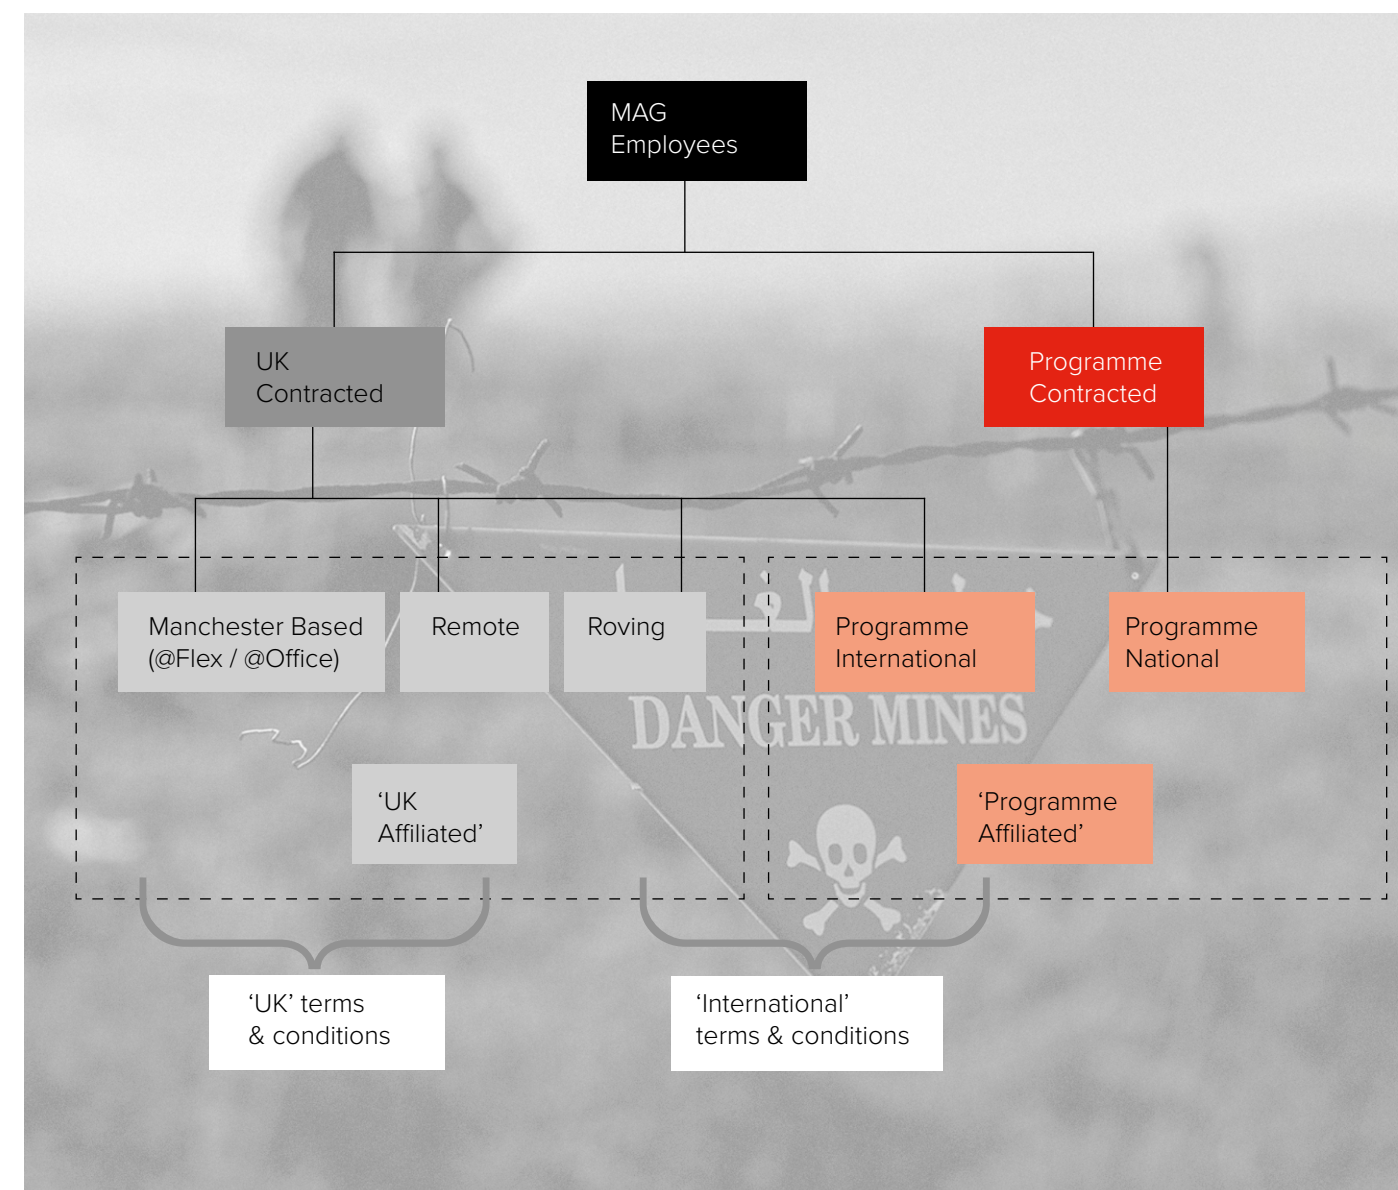 MAG
Employees
UK
Contracted
Programme
Contracted
Manchester Based
(@Flex / @Office)
Remote
Roving
Programme
International
Programme
National
DANGER MINES
‘UK
Affiliated’
‘Programme
Affiliated’
‘UK’ terms
& conditions
‘International’
terms & conditions